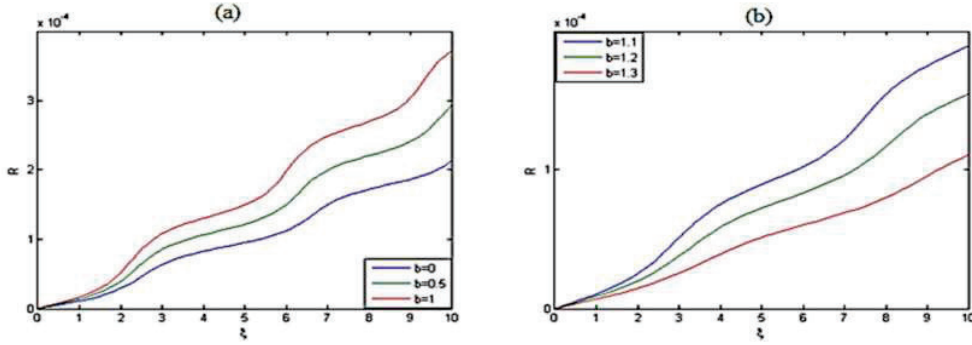 (a)
x 10⁻⁴
3
2
1
0
R
b=0
b=0.5
b=1
0 1 2 3 4 5 6 7 8 9 10
ξ
(b)
x 10⁻⁴
b=1.1
b=1.2
b=1.3
1
0
R
0 1 2 3 4 5 6 7 8 9 10
ξ